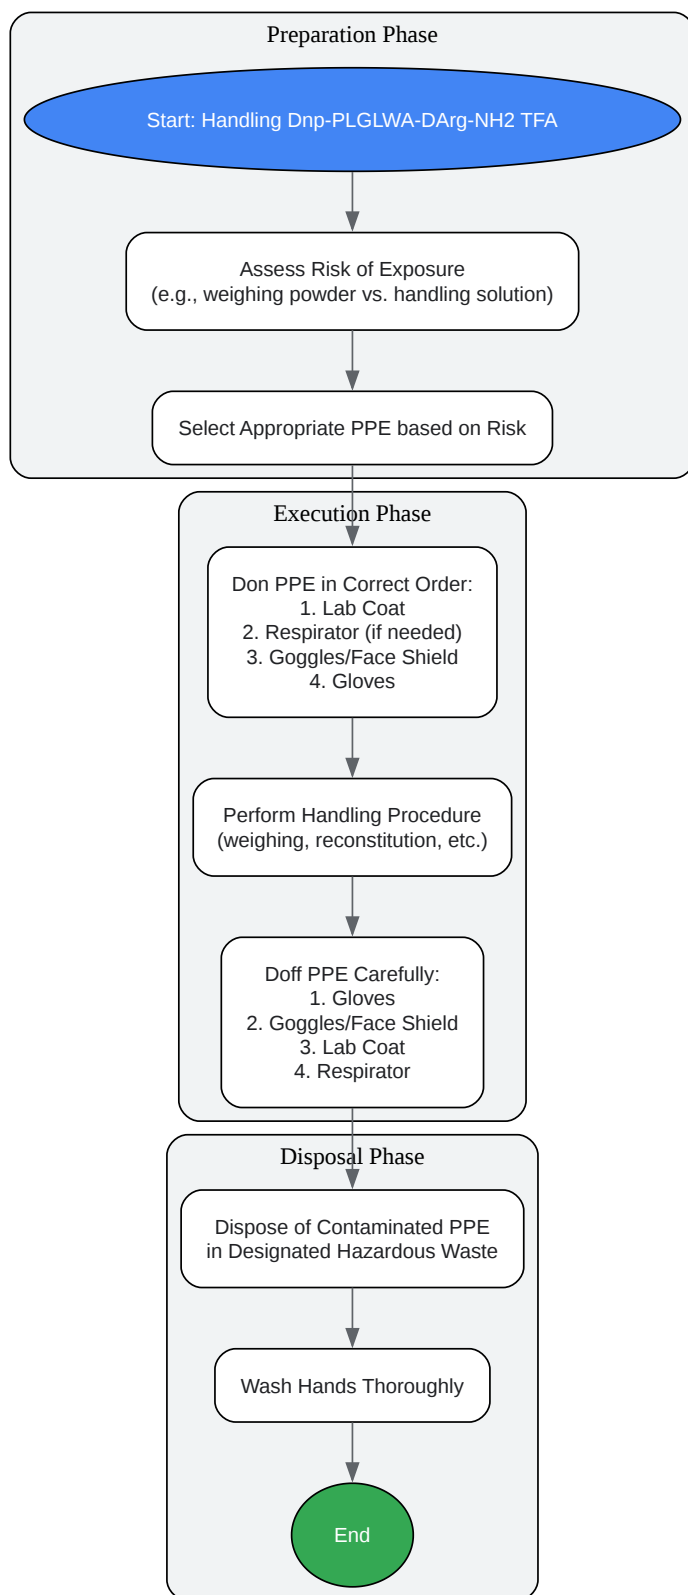 Preparation Phase
Start: Handling Dnp-PLGLWA-DArg-NH2 TFA
Assess Risk of Exposure
(e.g., weighing powder vs. handling solution)
Select Appropriate PPE based on Risk
Execution Phase
Don PPE in Correct Order:
1. Lab Coat
2. Respirator (if needed)
3. Goggles/Face Shield
4. Gloves
Perform Handling Procedure
(weighing, reconstitution, etc.)
Doff PPE Carefully:
1. Gloves
2. Goggles/Face Shield
3. Lab Coat
4. Respirator
Disposal Phase
Dispose of Contaminated PPE
in Designated Hazardous Waste
Wash Hands Thoroughly
End